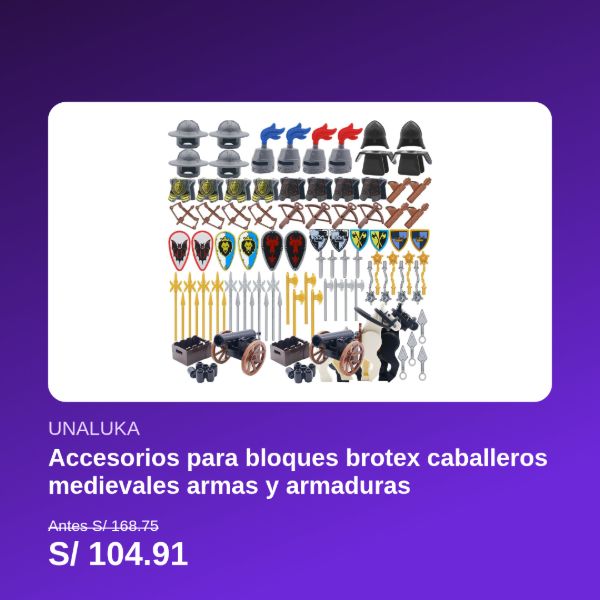 UNALUKA
Accesorios para bloques brotex caballeros
medievales armas y armaduras
Antes S/ 168.75
S/ 104.91